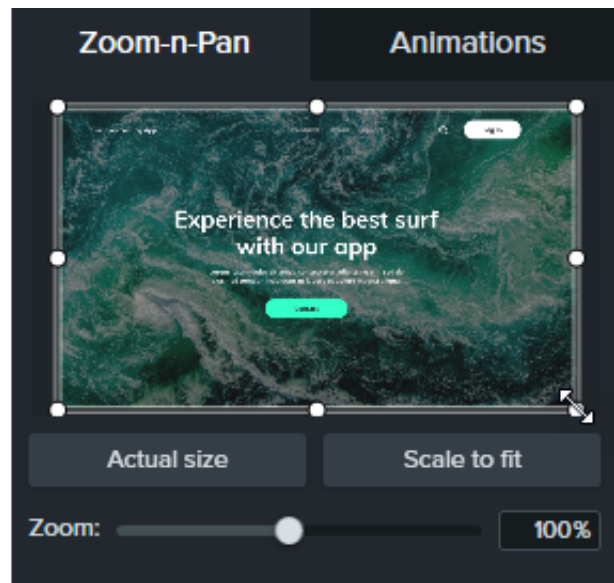 Zoom-n-Pan
Animations
Experience the best surf
with our app
Actual size
Scale to fit
Zoom:
100%